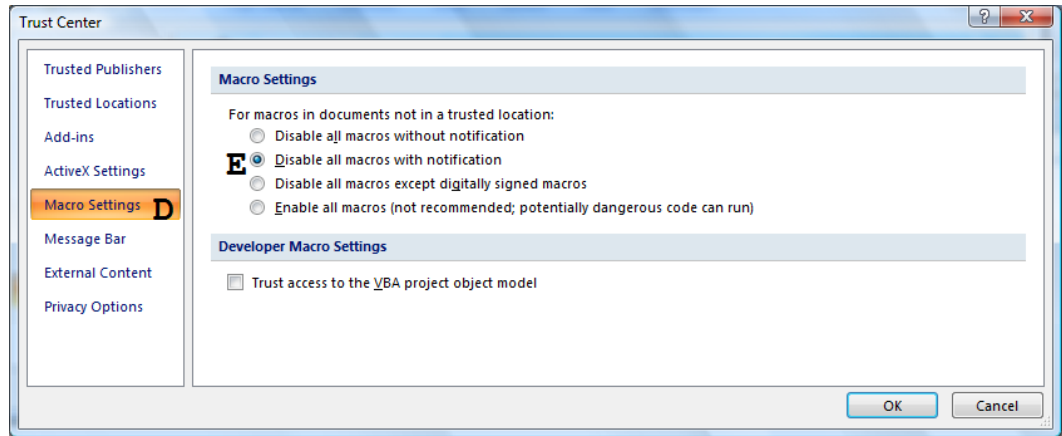 Trust Center
Trusted Publishers
Trusted Locations
Add-ins
ActiveX Settings
Macro Settings D
Message Bar
External Content
Privacy Options
Macro Settings
For macros in documents not in a trusted location:
Disable all macros without notification
E Disable all macros with notification
Disable all macros except digitally signed macros
Enable all macros (not recommended; potentially dangerous code can run)
Developer Macro Settings
Trust access to the VBA project object model
OK Cancel